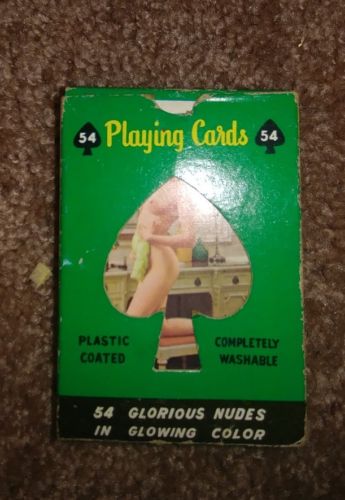 54 Playing Cards 54
PLASTIC COATED
COMPLETELY WASHABLE
54 GLORIOUS NUDES
IN GLOWING COLOR